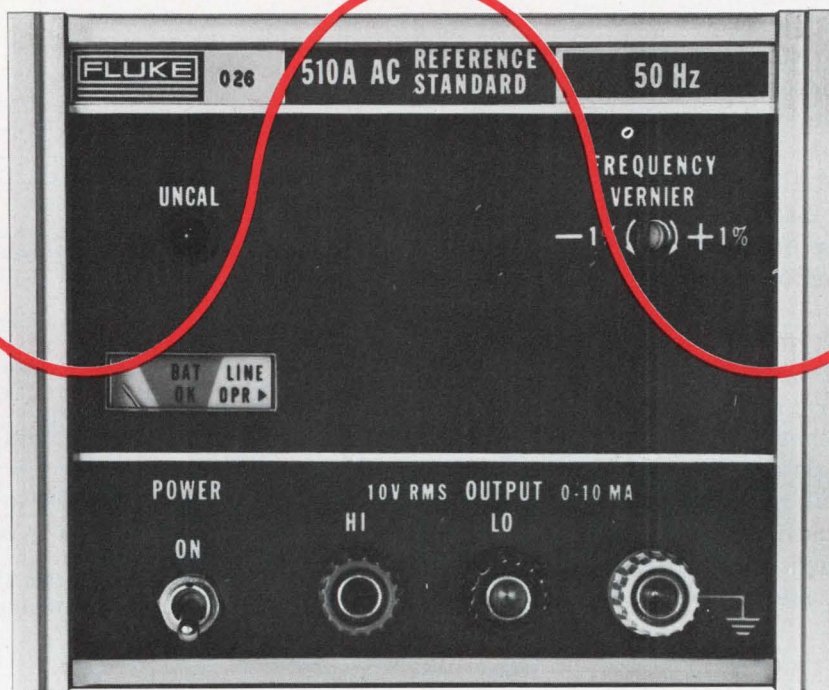 FLUKE 026 510A AC REFERENCE STANDARD 50 Hz
UNCAL
FREQUENCY
VERNIER
−1% +1%
BAT OK
LINE OPR ▶
POWER
10V RMS OUTPUT 0-10 MA
HI LO
ON